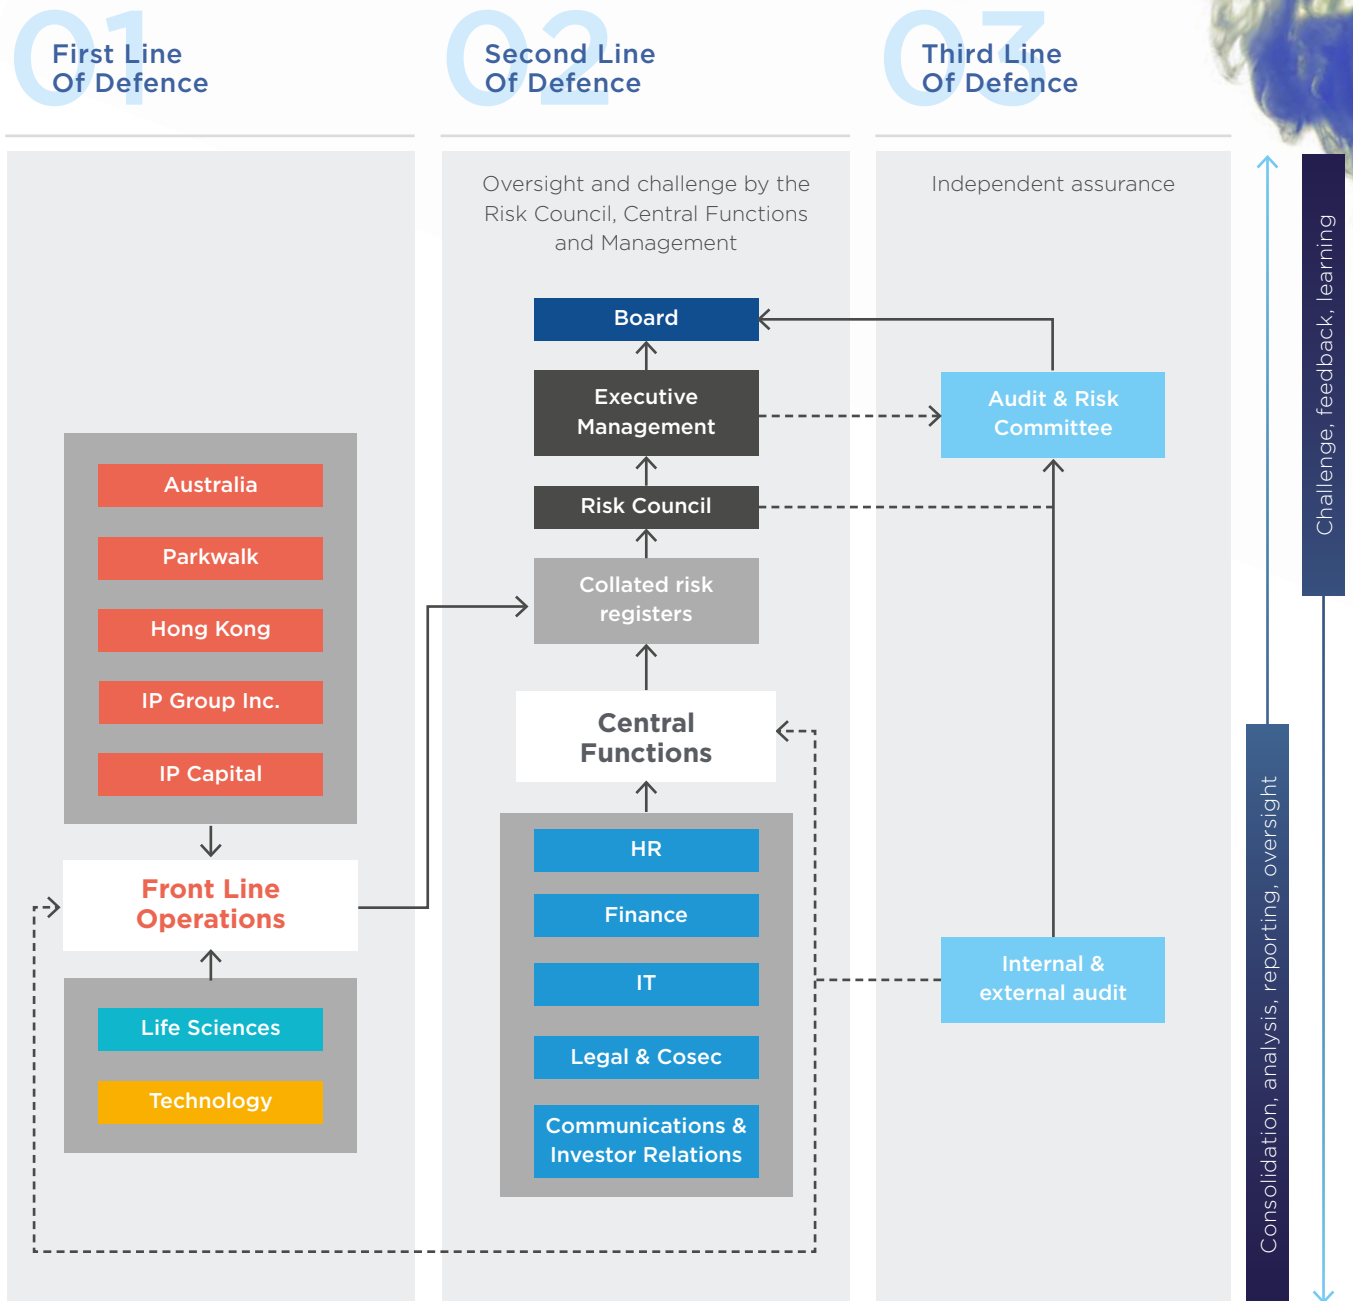 01
First Line
Of Defence
02
Second Line
Of Defence
03
Third Line
Of Defence
Australia
Parkwalk
Hong Kong
IP Group Inc.
IP Capital
Front Line
Operations
Life Sciences
Technology
Oversight and challenge by the
Risk Council, Central Functions
and Management
Board
Executive
Management
Risk Council
Collated risk
registers
Central
Functions
HR
Finance
IT
Legal & Cosec
Communications &
Investor Relations
Independent assurance
Audit & Risk
Committee
Internal &
external audit
Consolidation, analysis, reporting, oversight
Challenge, feedback, learning